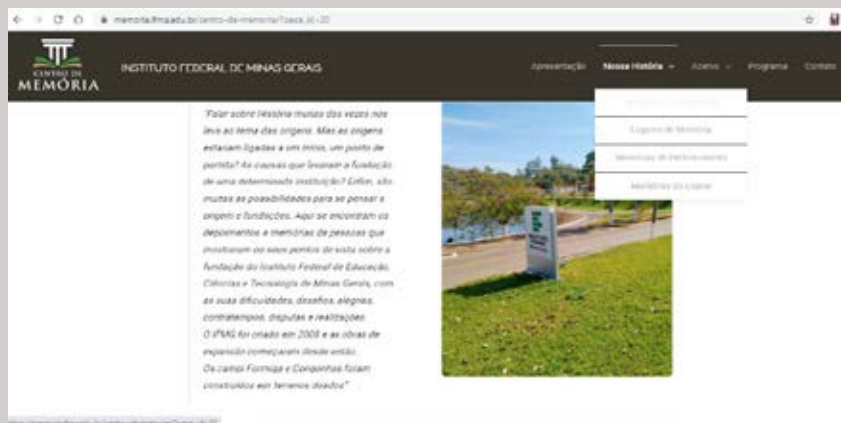 CENTRO DE
MEMÓRIA
INSTITUTO FEDERAL DE MINAS GERAIS
Apresentação Nossa História Acervo Programa Contato
Lugares de Memória
Memórias de Pertencimento
"Falar sobre História muitas das vezes nos
leva ao tema das origens. Mas as origens
estariam ligadas a um início, um ponto de
partida? As causas que levaram a fundação
de uma determinada instituição? Enfim, são
muitas as possibilidades para se pensar a
origem e fundações. Aqui se encontram os
depoimentos e memórias de pessoas que
mostraram os seus pontos de vista sobre a
fundação do Instituto Federal de Educação,
Ciências e Tecnologia de Minas Gerais, com
as suas dificuldades, desafios, alegrias,
contratempos, disputas e realizações.
O IFMG foi criado em 2008 e as obras de
expansão começaram desde então.
Os campi Formiga e Congonhas foram
construídos em terrenos doados"